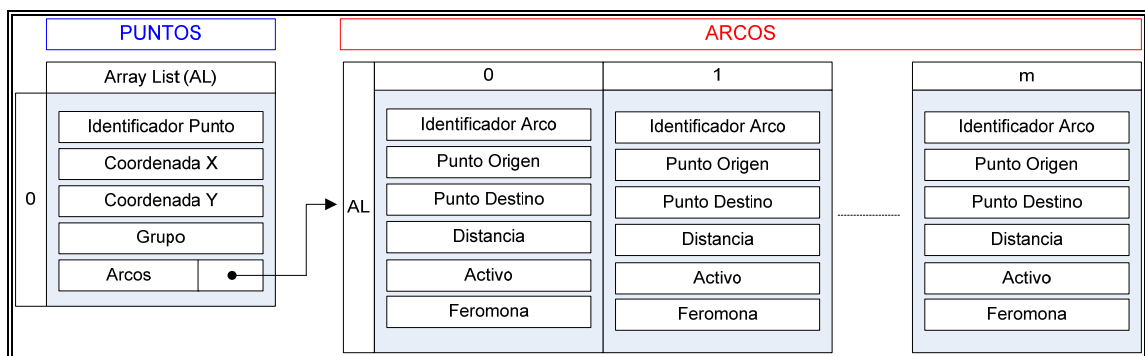 PUNTOS
ARCOS
Array List (AL)
0
1
m
0
Identificador Punto
Coordenada X
Coordenada Y
Grupo
Arcos
AL
Identificador Arco
Punto Origen
Punto Destino
Distancia
Activo
Feromona
Identificador Arco
Punto Origen
Punto Destino
Distancia
Activo
Feromona
Identificador Arco
Punto Origen
Punto Destino
Distancia
Activo
Feromona